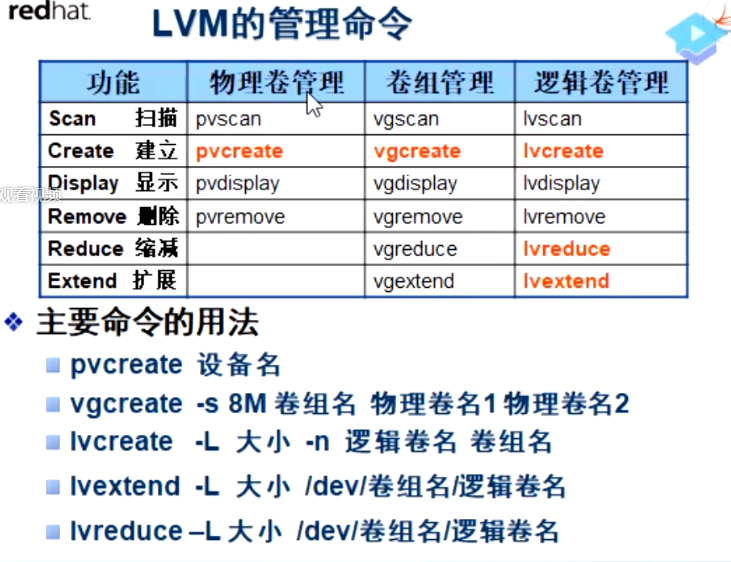 redhat.
LVM的管理命令
功能 物理卷管理 卷组管理 逻辑卷管理
Scan 扫描 pvscan vgscan lvscan
Create 建立 pvcreate vgcreate lvcreate
Display 显示 pvdisplay vgdisplay lvdisplay
观看视频
Remove 删除 pvremove vgremove lvremove
Reduce 缩减 vgreduce lvreduce
Extend 扩展 vgextend lvextend
主要命令的用法
pvcreate 设备名
vgcreate -s 8M 卷组名 物理卷名1 物理卷名2
lvcreate -L 大小 -n 逻辑卷名 卷组名
lvextend -L 大小 /dev/卷组名/逻辑卷名
lvreduce –L 大小 /dev/卷组名/逻辑卷名